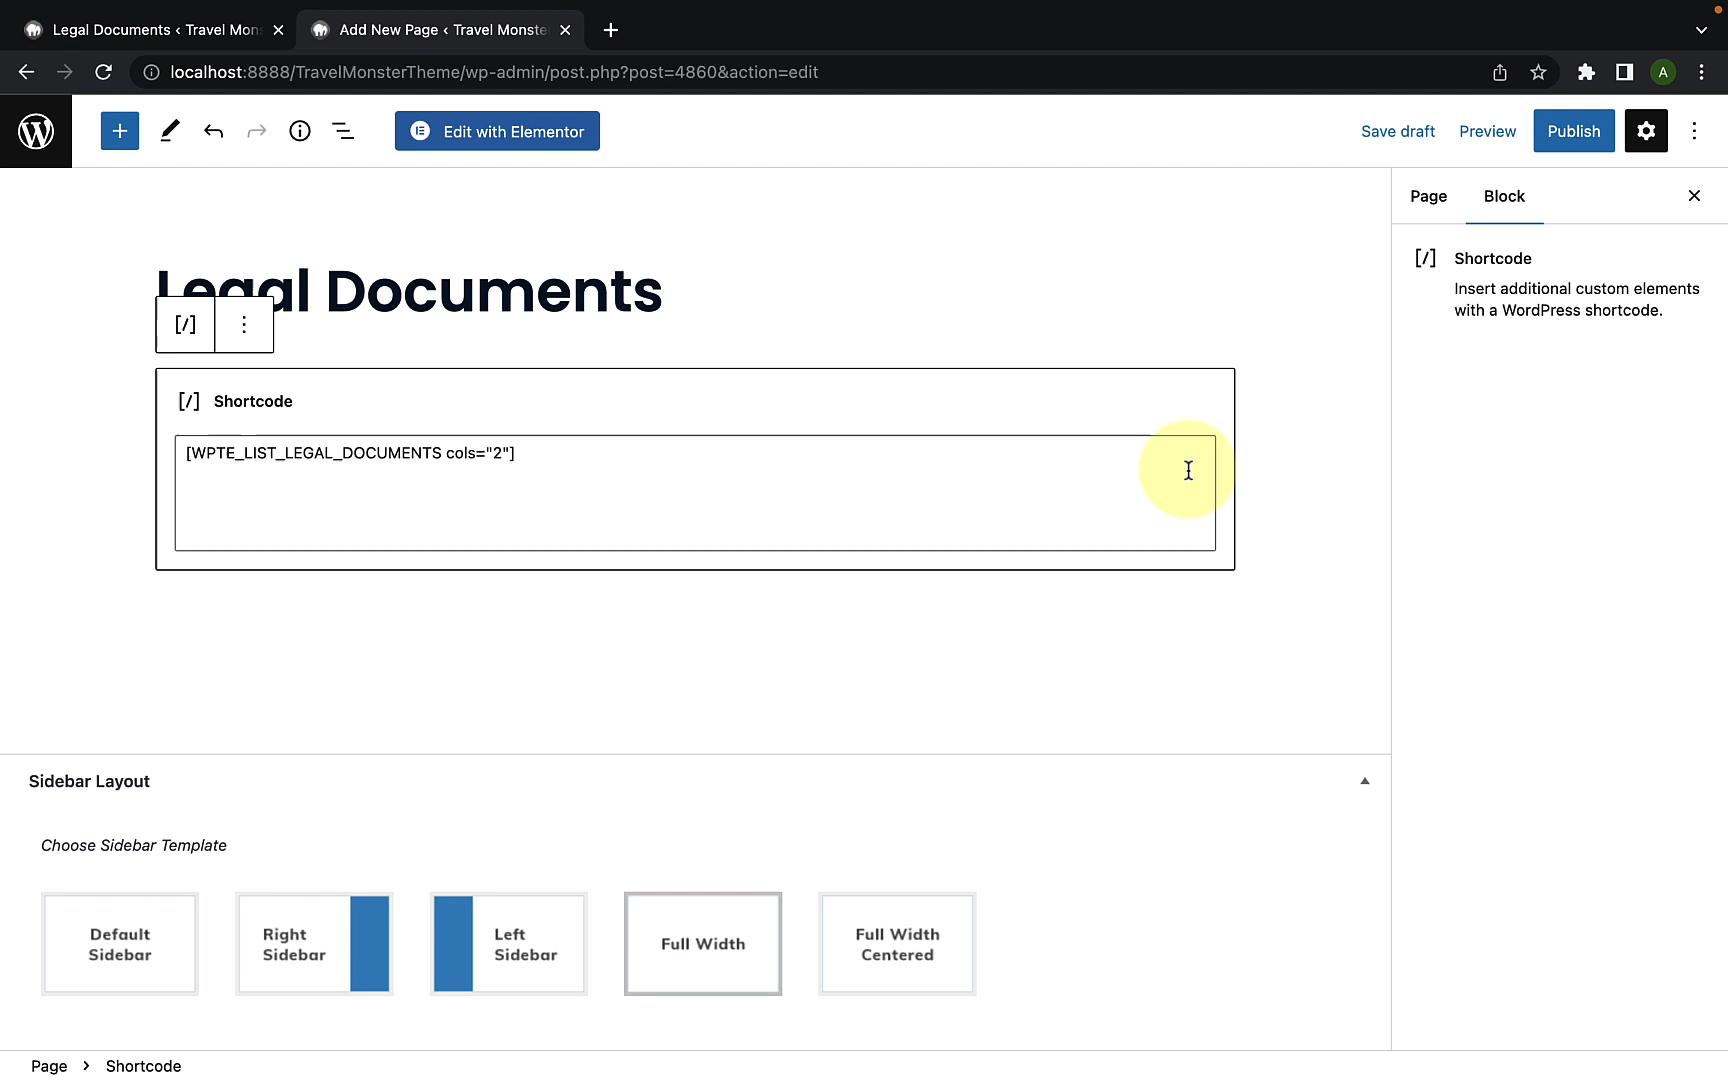 Legal Documents ‹ Travel Mon
Add New Page ‹ Travel Monste
localhost:8888/TravelMonsterTheme/wp-admin/post.php?post=4860&action=edit
A
Edit with Elementor
Save draft
Preview
Publish
Page
Block
Legal Documents
[/]
[/] Shortcode
[WPTE_LIST_LEGAL_DOCUMENTS cols="2"]
[/] Shortcode
Insert additional custom elements
with a WordPress shortcode.
Sidebar Layout
Choose Sidebar Template
Default
Sidebar
Right
Sidebar
Left
Sidebar
Full Width
Full Width
Centered
Page › Shortcode